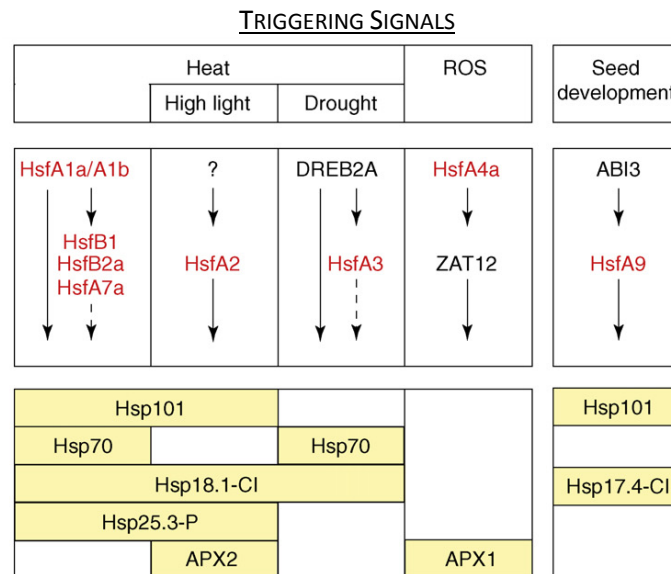 TRIGGERING SIGNALS
Heat
ROS
Seed
development
High light
Drought
HsfA1a/A1b
?
DREB2A
HsfA4a
ABI3
HsfB1
HsfB2a
HsfA7a
HsfA2
HsfA3
ZAT12
HsfA9
Hsp101
Hsp101
Hsp70
Hsp70
Hsp18.1-CI
Hsp17.4-CI
Hsp25.3-P
APX2
APX1